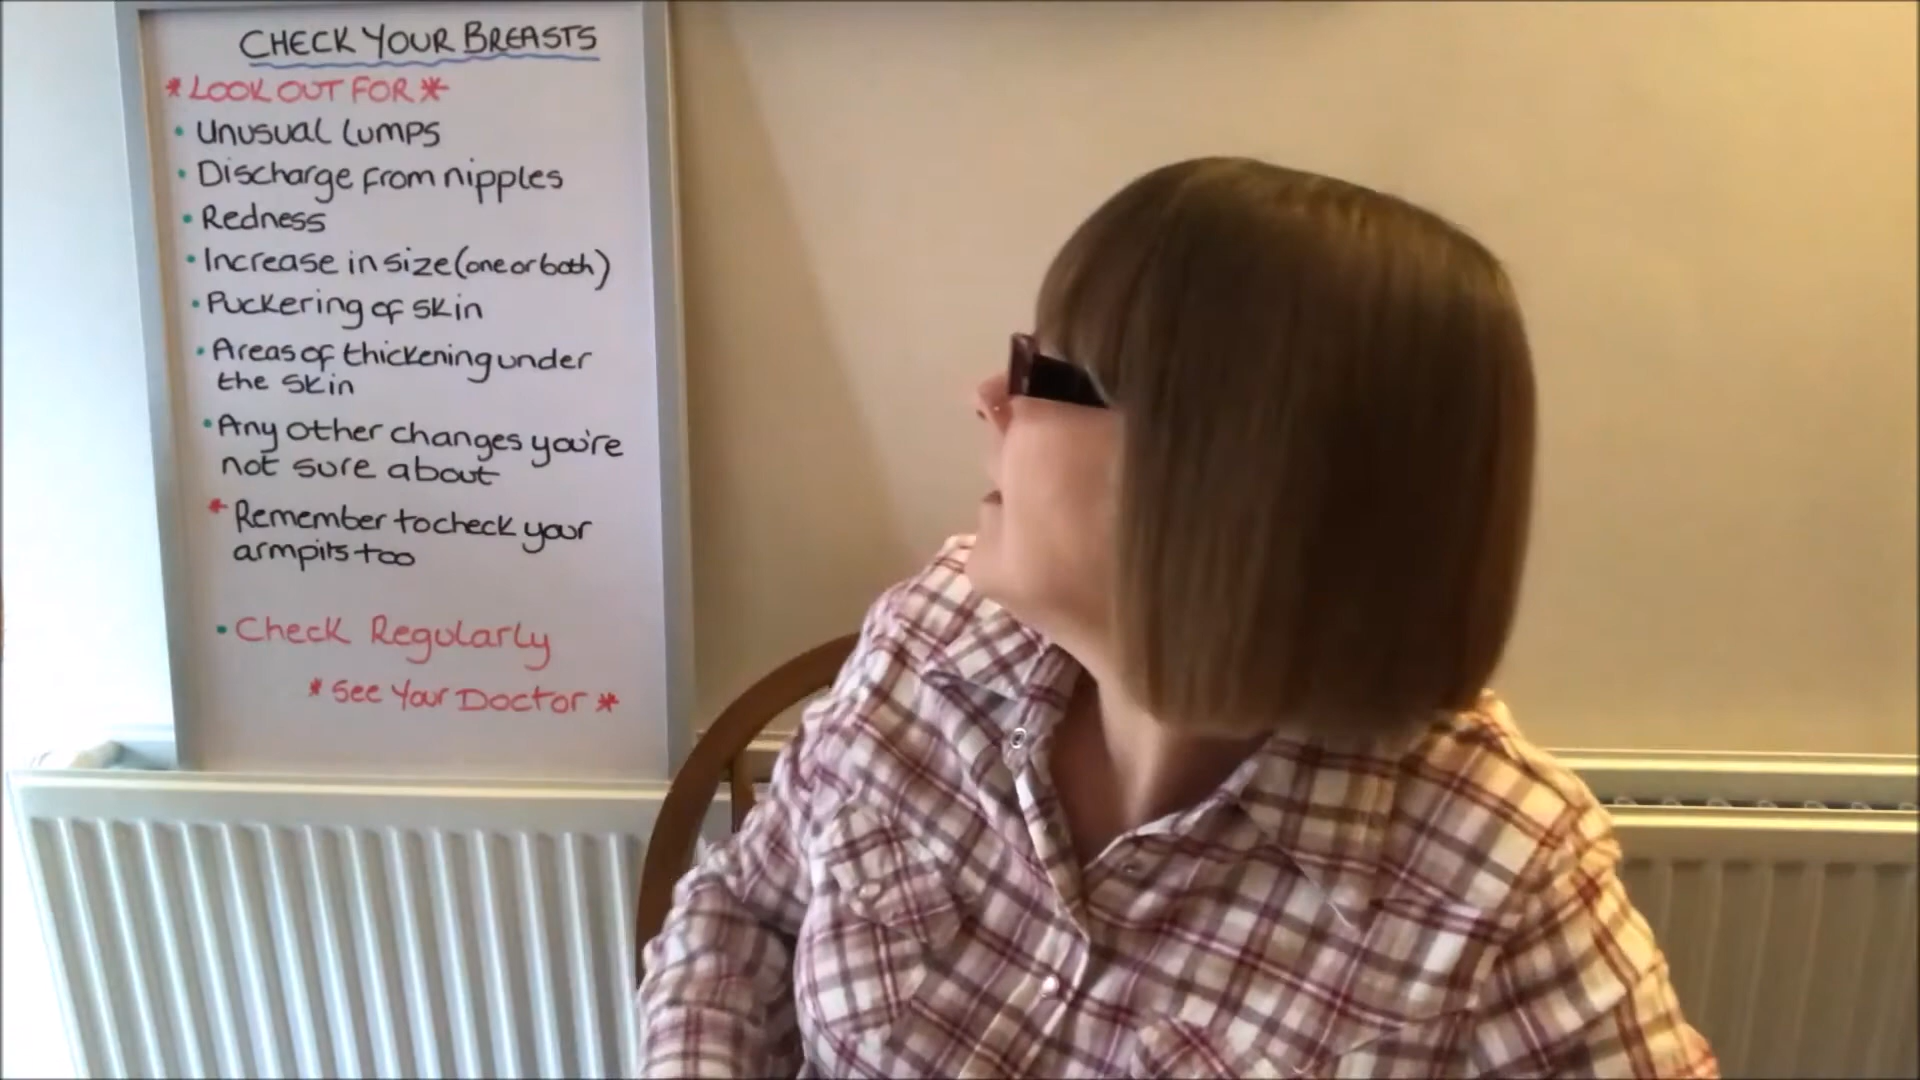 CHECK YOUR BREASTS
* LOOK OUT FOR *
• Unusual lumps
• Discharge from nipples
• Redness
• Increase in size (one or both)
• Puckering of skin
• Areas of thickening under
the skin
• Any other changes you're
not sure about
* Remember to check your
armpits too
• Check Regularly
* See Your Doctor *